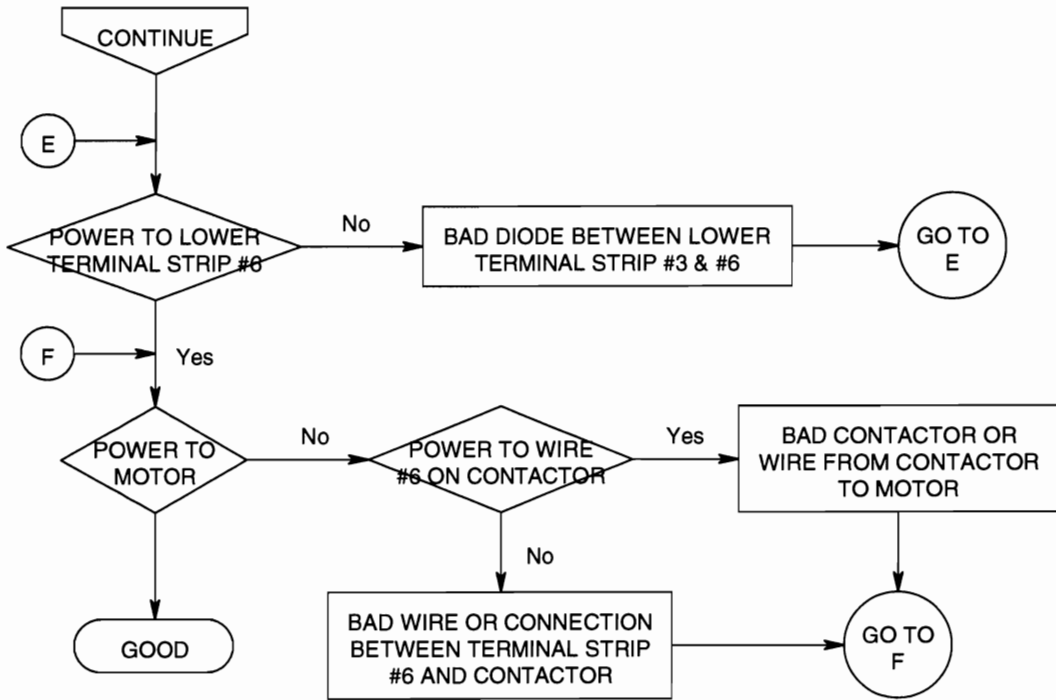 CONTINUE
E
POWER TO LOWER
TERMINAL STRIP #6
No
BAD DIODE BETWEEN LOWER
TERMINAL STRIP #3 & #6
GO TO
E
F
Yes
POWER TO
MOTOR
No
POWER TO WIRE
#6 ON CONTACTOR
Yes
BAD CONTACTOR OR
WIRE FROM CONTACTOR
TO MOTOR
No
GOOD
BAD WIRE OR CONNECTION
BETWEEN TERMINAL STRIP
#6 AND CONTACTOR
GO TO
F